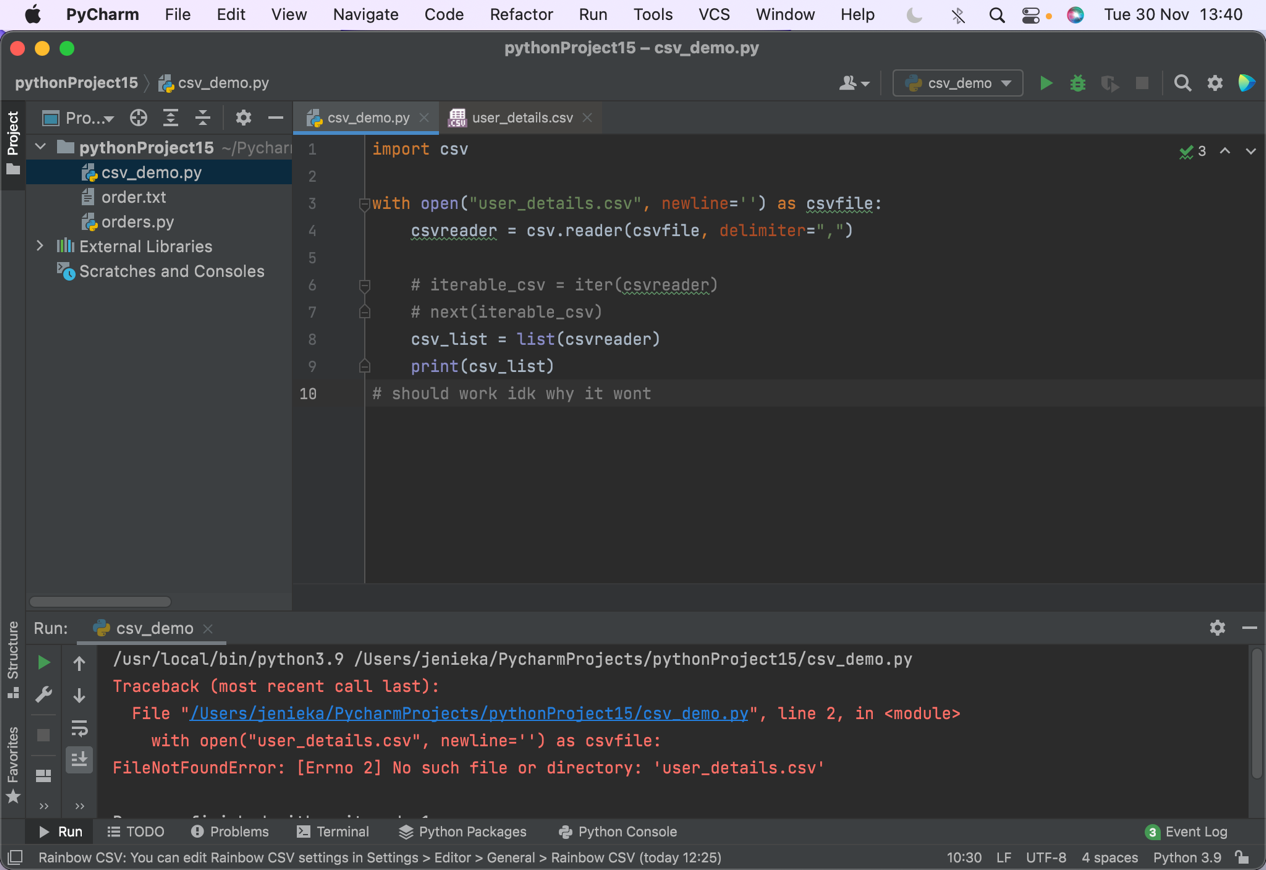 PyCharm File Edit View Navigate Code Refactor Run Tools VCS Window Help Tue 30 Nov 13:40
pythonProject15 – csv_demo.py
pythonProject15 csv_demo.py csv_demo
Project Pro... csv_demo.py user_details.csv
pythonProject15 ~/Pycharm
csv_demo.py
order.txt
orders.py
External Libraries
Scratches and Consoles
3
1 import csv
2
3 with open("user_details.csv", newline='') as csvfile:
4 csvreader = csv.reader(csvfile, delimiter=",")
5
6 # iterable_csv = iter(csvreader)
7 # next(iterable_csv)
8 csv_list = list(csvreader)
9 print(csv_list)
10 # should work idk why it wont
Structure
Favorites
Run: csv_demo
/usr/local/bin/python3.9 /Users/jenieka/PycharmProjects/pythonProject15/csv_demo.py
Traceback (most recent call last):
File "/Users/jenieka/PycharmProjects/pythonProject15/csv_demo.py", line 2, in <module>
with open("user_details.csv", newline='') as csvfile:
FileNotFoundError: [Errno 2] No such file or directory: 'user_details.csv'
Run TODO Problems Terminal Python Packages Python Console 3 Event Log
Rainbow CSV: You can edit Rainbow CSV settings in Settings > Editor > General > Rainbow CSV (today 12:25) 10:30 LF UTF-8 4 spaces Python 3.9